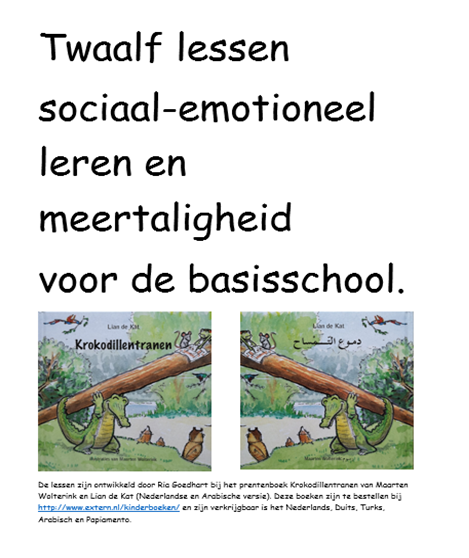 Twaalf lessen
sociaal-emotioneel
leren en
meertaligheid
voor de basisschool.
Lian de Kat
Krokodillentranen
Lian de Kat
دموع التمساح
De lessen zijn ontwikkeld door Ria Goedhart bij het prentenboek Krokodillentranen van Maarten
Wolterink en Lian de Kat (Nederlandse en Arabische versie). Deze boeken zijn te bestellen bij
http://www.extern.nl/kinderboeken/ en zijn verkrijgbaar is het Nederlands, Duits, Turks,
Arabisch en Papiamento.